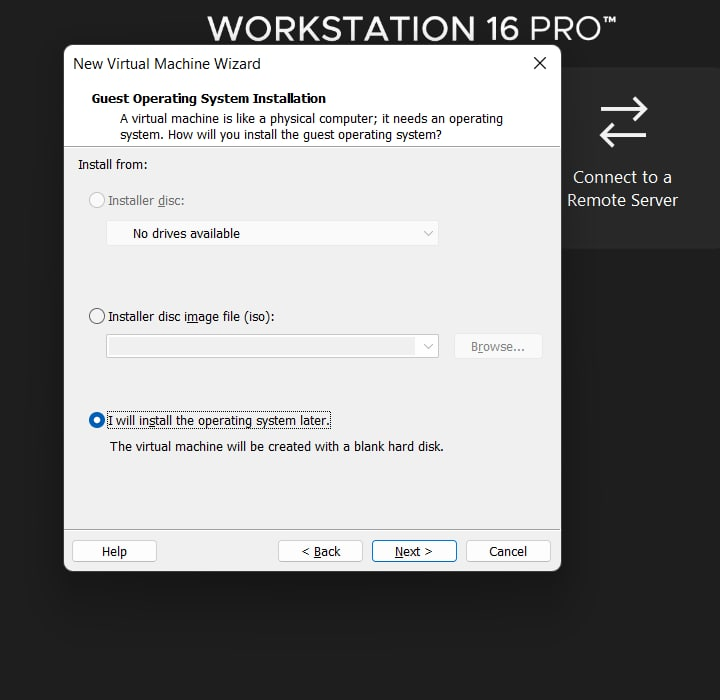 WORKSTATION 16 PRO™
New Virtual Machine Wizard
Guest Operating System Installation
A virtual machine is like a physical computer; it needs an operating
system. How will you install the guest operating system?
Install from:
Installer disc:
No drives available
Installer disc image file (iso):
Browse...
I will install the operating system later.
The virtual machine will be created with a blank hard disk.
Help
< Back
Next >
Cancel
Connect to a
Remote Server